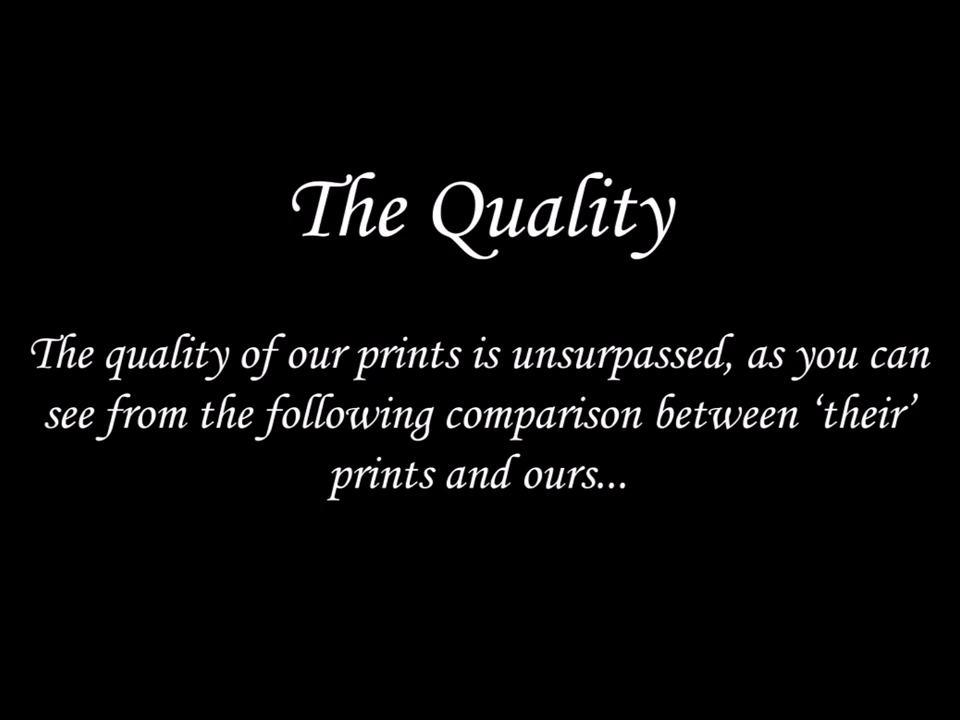 The Quality
The quality of our prints is unsurpassed, as you can
see from the following comparison between ‘their’
prints and ours...